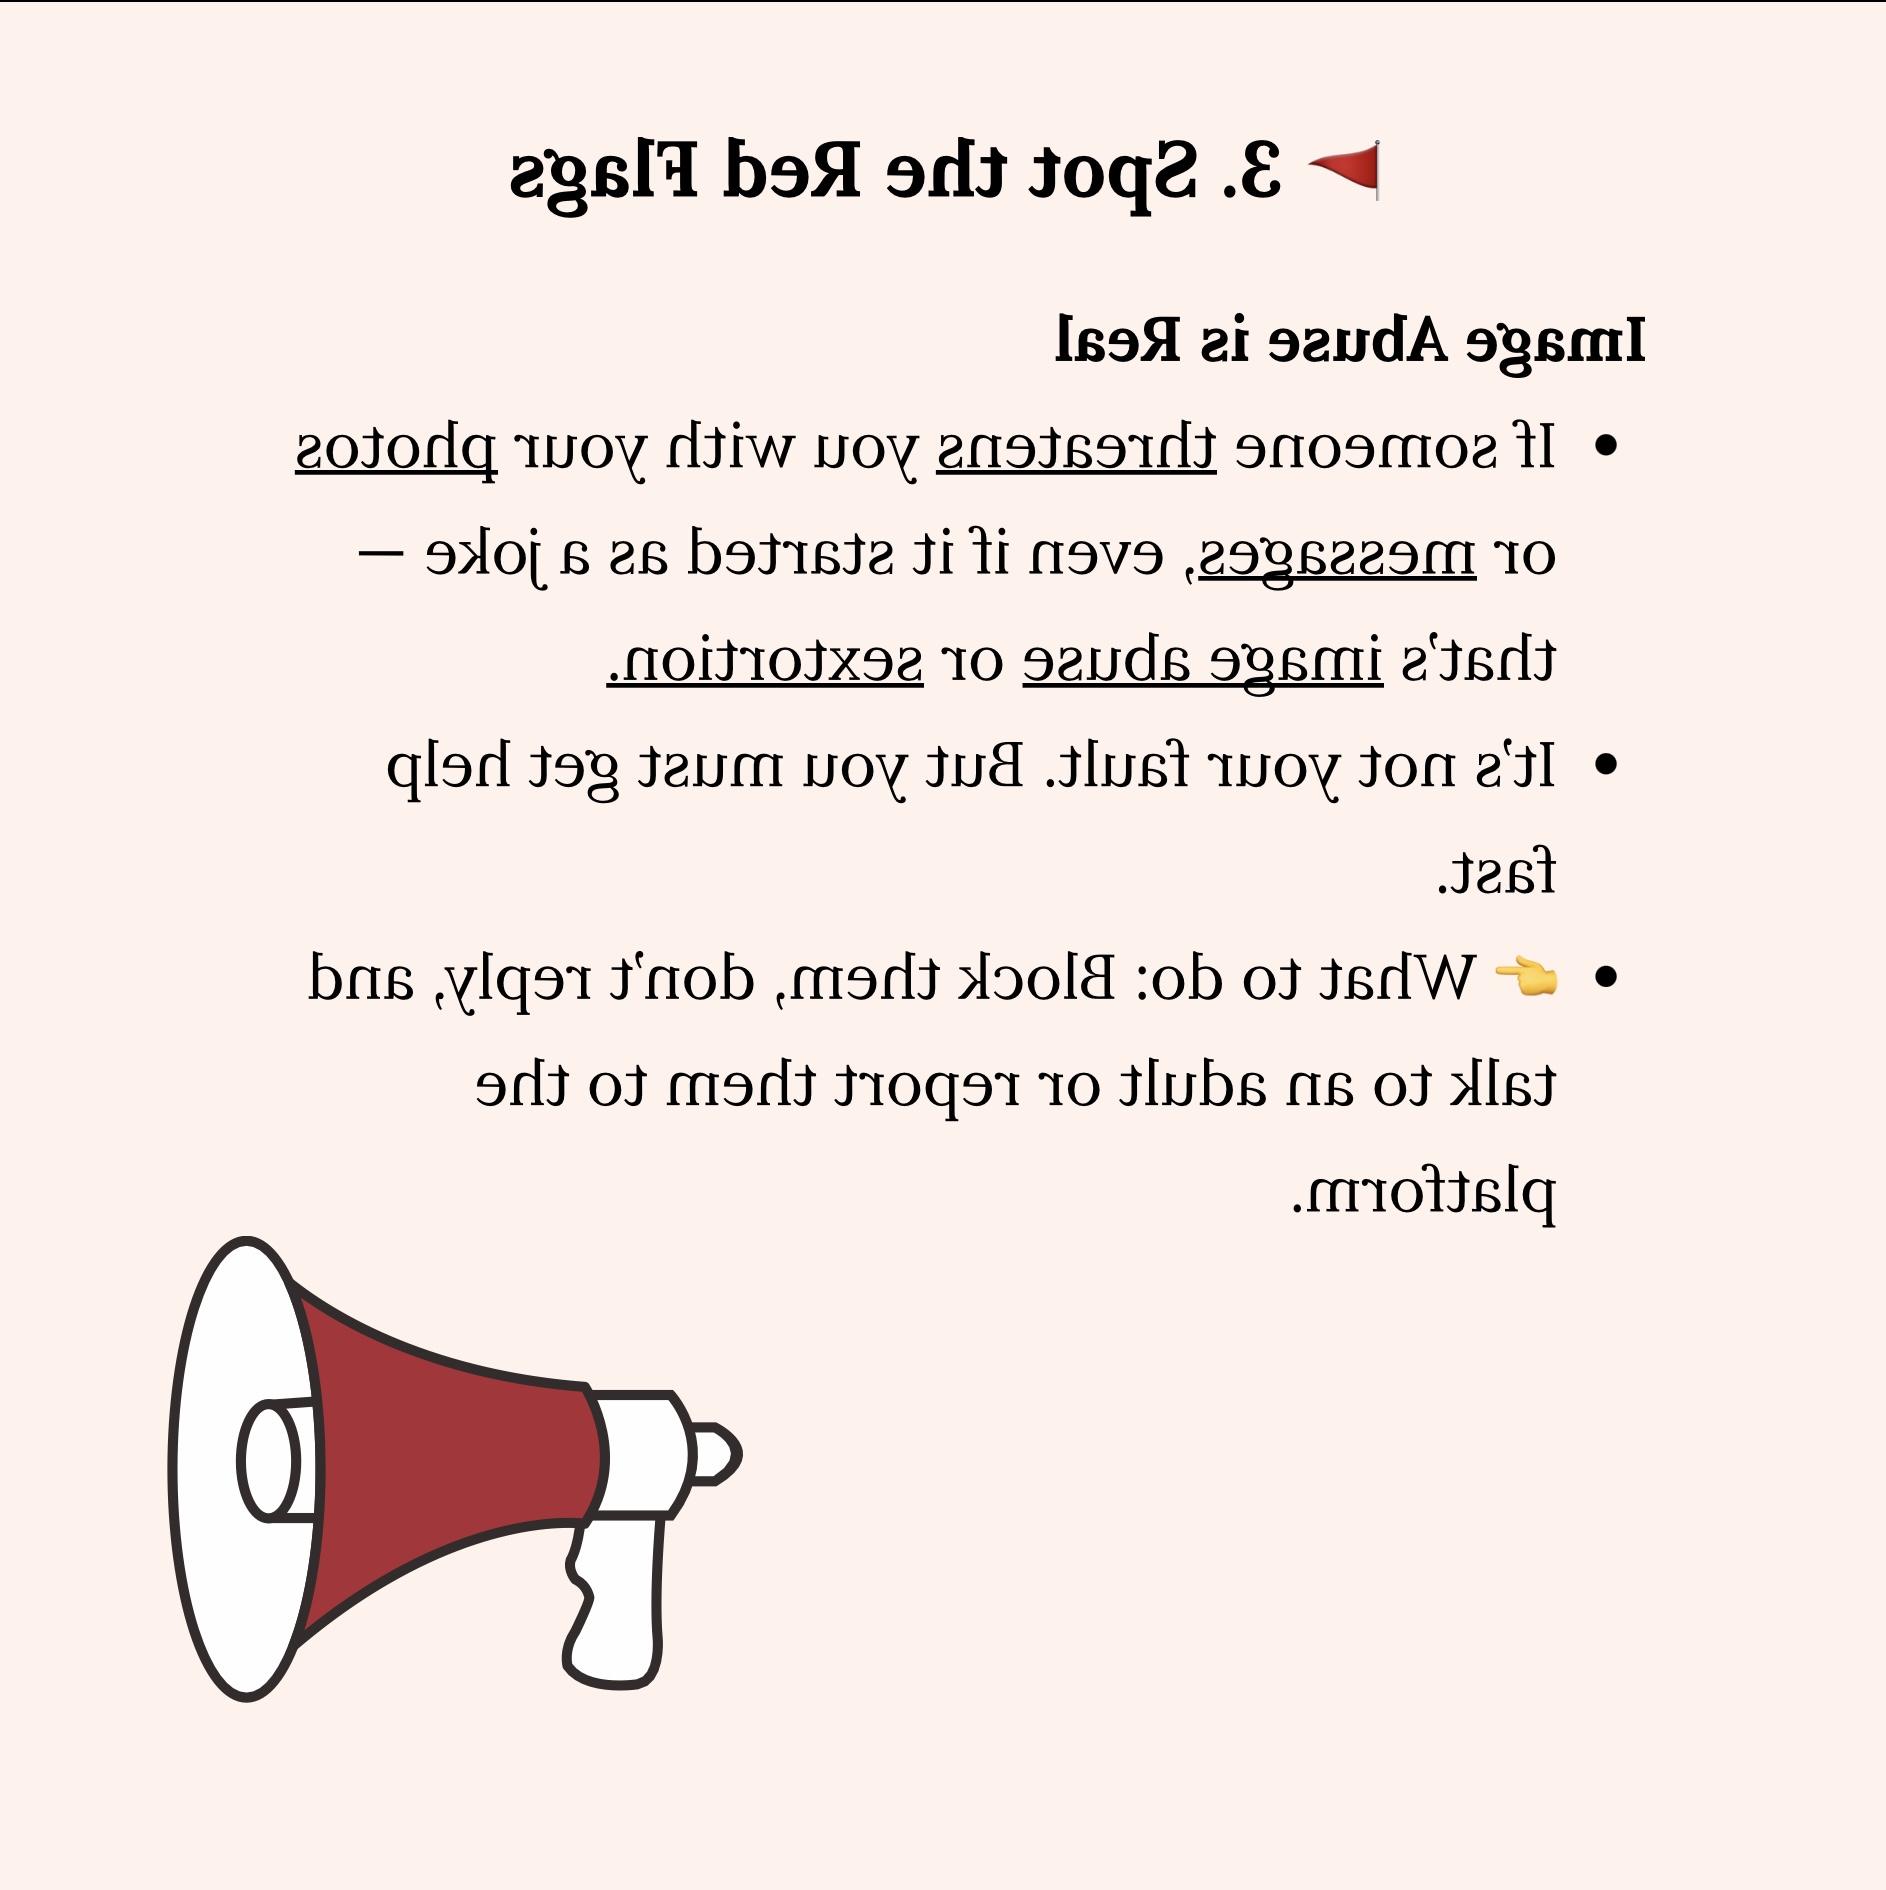 🚩 3. Spot the Red Flags
Image Abuse is Real
• If someone threatens you with your photos
or messages, even if it started as a joke —
that’s image abuse or sextortion.
• It’s not your fault. But you must get help
fast.
• 👉 What to do: Block them, don’t reply, and
talk to an adult or report them to the
platform.